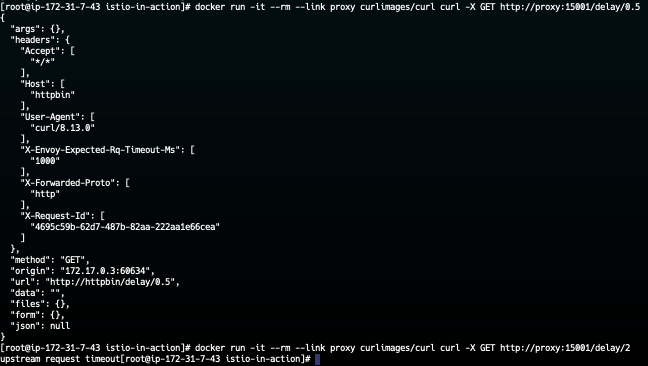 [root@ip-172-31-7-43 istio-in-action]# docker run -it --rm --link proxy curlimages/curl curl -X GET http://proxy:15001/delay/0.5
{
  "args": {},
  "headers": {
    "Accept": [
      "*/*"
    ],
    "Host": [
      "httpbin"
    ],
    "User-Agent": [
      "curl/8.13.0"
    ],
    "X-Envoy-Expected-Rq-Timeout-Ms": [
      "1000"
    ],
    "X-Forwarded-Proto": [
      "http"
    ],
    "X-Request-Id": [
      "4695c59b-62d7-487b-82aa-222aa1e66cea"
    ]
  },
  "method": "GET",
  "origin": "172.17.0.3:60634",
  "url": "http://httpbin/delay/0.5",
  "data": "",
  "files": {},
  "form": {},
  "json": null
}
[root@ip-172-31-7-43 istio-in-action]# docker run -it --rm --link proxy curlimages/curl curl -X GET http://proxy:15001/delay/2
upstream request timeout[root@ip-172-31-7-43 istio-in-action]#